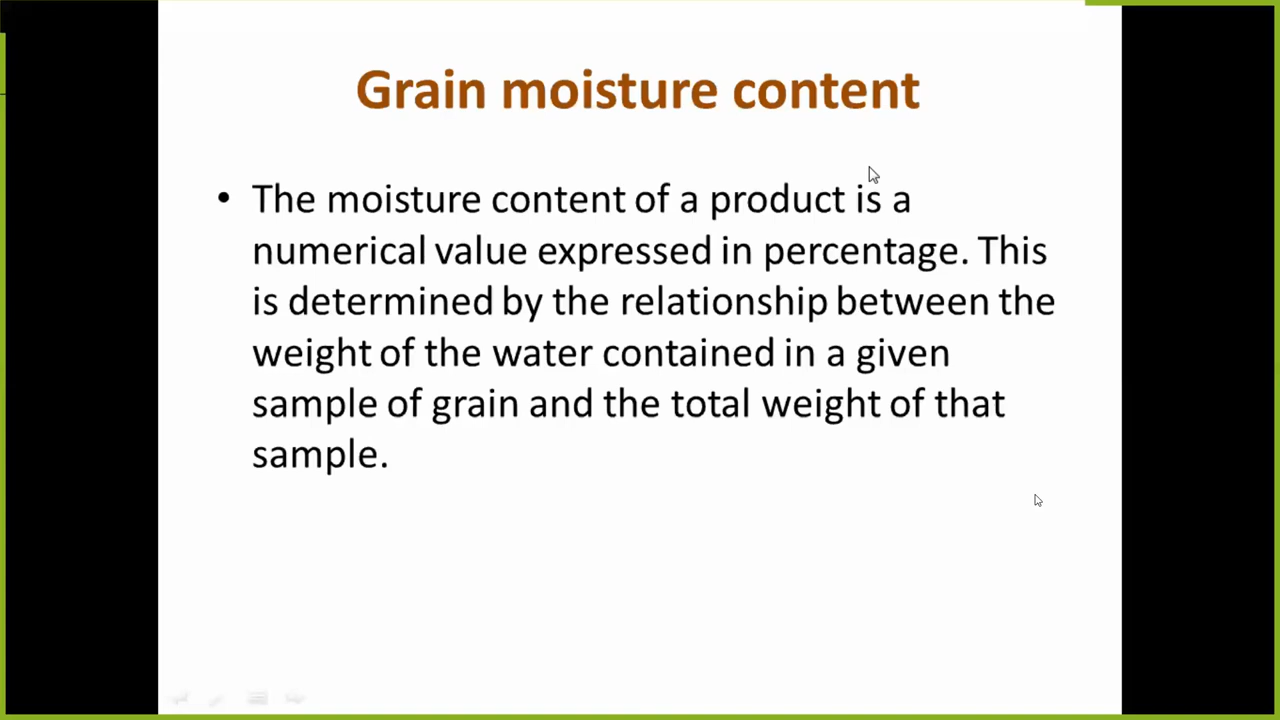 Grain moisture content
• The moisture content of a product is a
numerical value expressed in percentage. This
is determined by the relationship between the
weight of the water contained in a given
sample of grain and the total weight of that
sample.